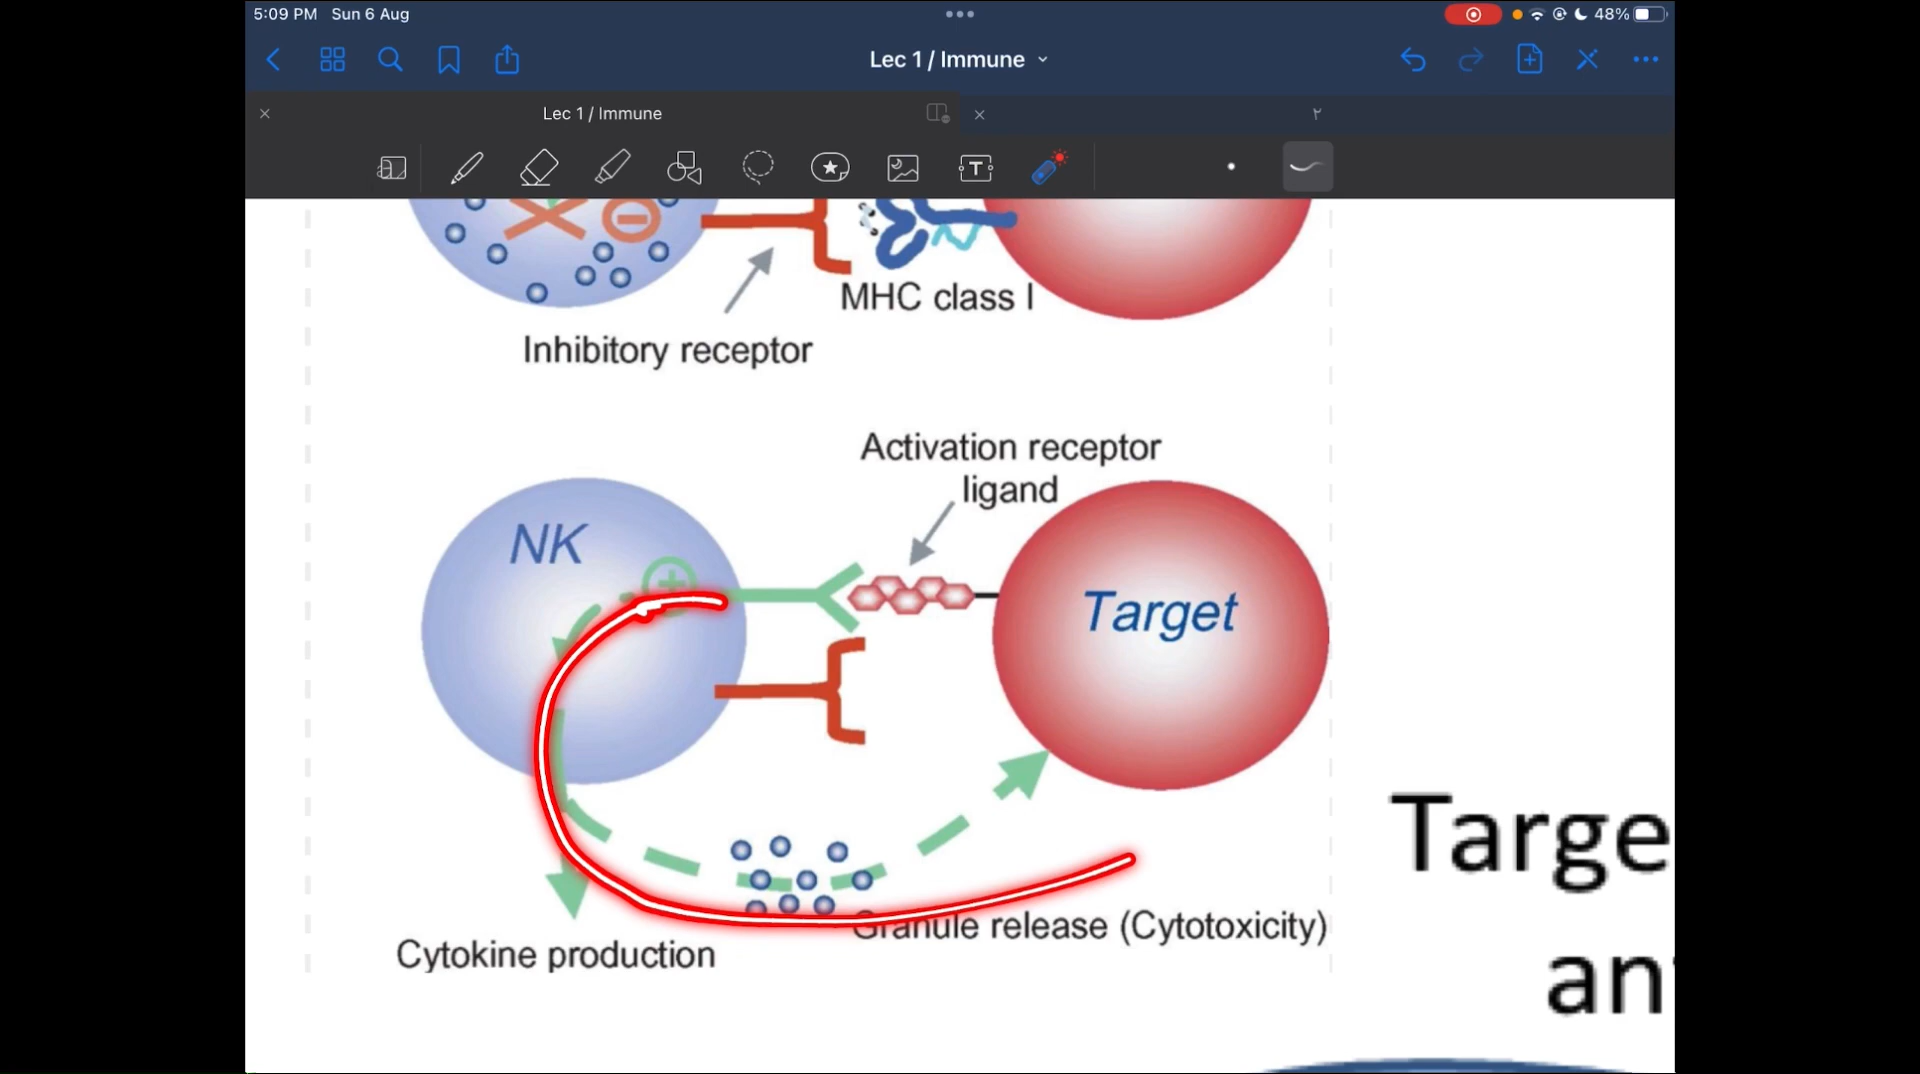 5:09 PM Sun 6 Aug
48%
Lec 1 / Immune
Lec 1 / Immune
٢
MHC class I
Inhibitory receptor
Activation receptor
ligand
NK
Target
Granule release (Cytotoxicity)
Cytokine production
Targe
an